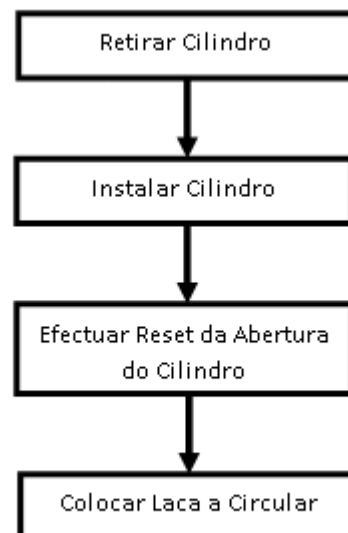 Retirar Cilindro
Instalar Cilindro
Efectuar Reset da Abertura
do Cilindro
Colocar Laca a Circular